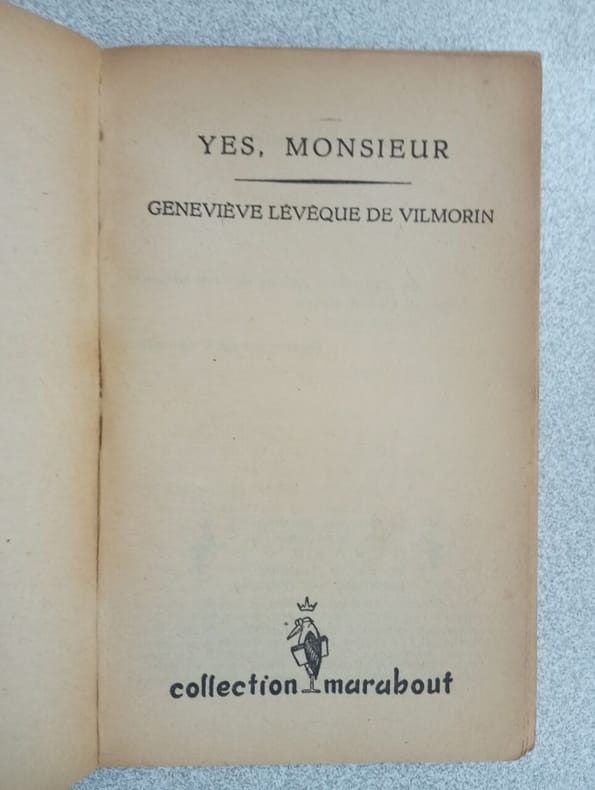 YES, MONSIEUR
GENEVIÈVE LÉVÊQUE DE VILMORIN
collection marabout